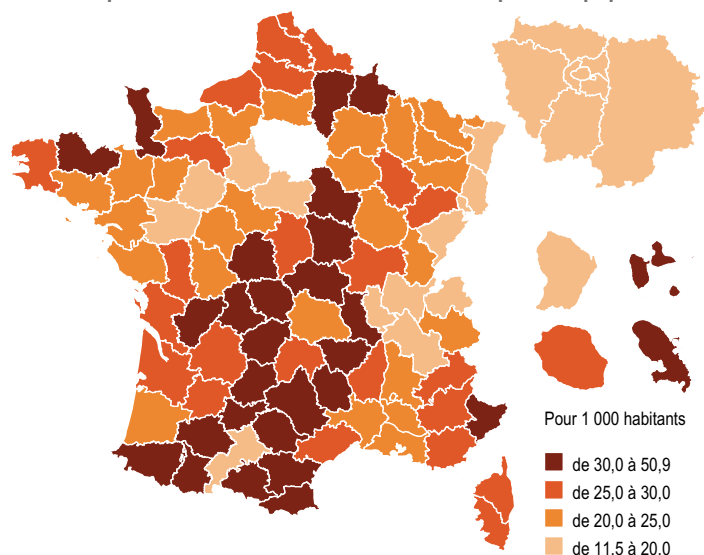 Pour 1 000 habitants
de 30,0 à 50,9
de 25,0 à 30,0
de 20,0 à 25,0
de 11,5 à 20,0